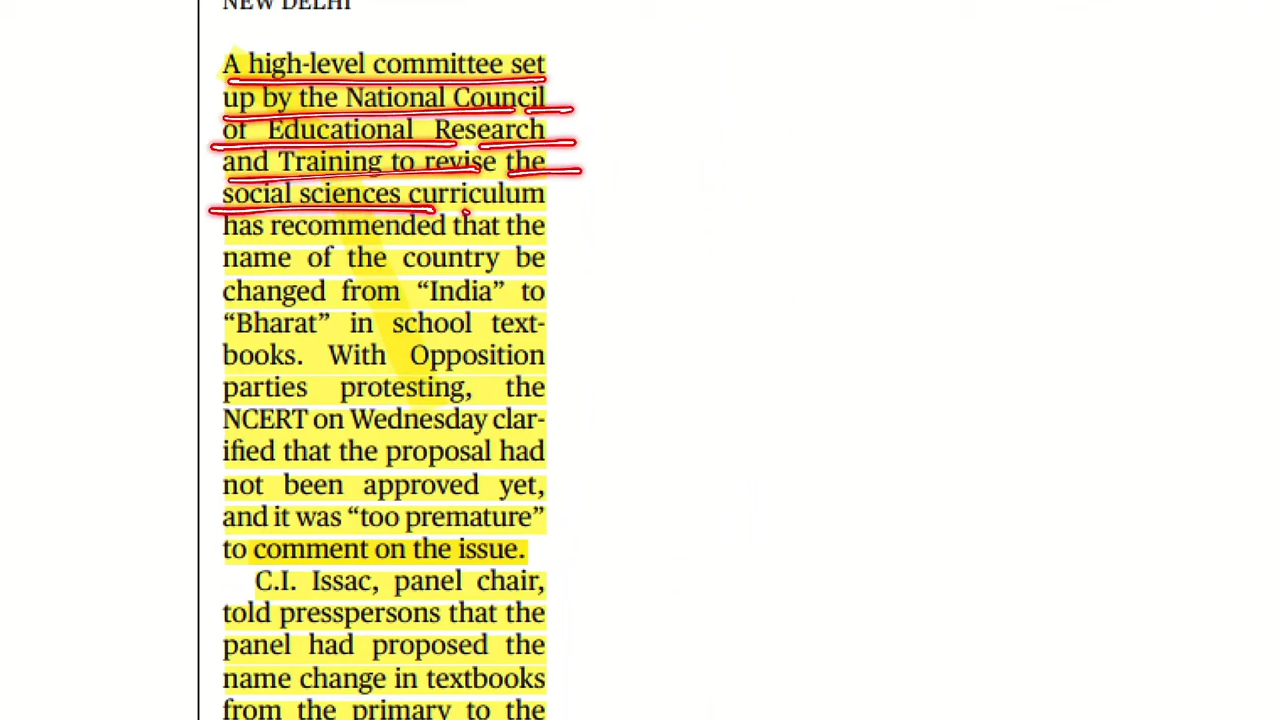 NEW DELHI
A high-level committee set
up by the National Council
of Educational Research
and Training to revise the
social sciences curriculum
has recommended that the
name of the country be
changed from “India” to
“Bharat” in school text-
books. With Opposition
parties protesting, the
NCERT on Wednesday clar-
ified that the proposal had
not been approved yet,
and it was “too premature”
to comment on the issue.
C.I. Issac, panel chair,
told presspersons that the
panel had proposed the
name change in textbooks
from the primary to the